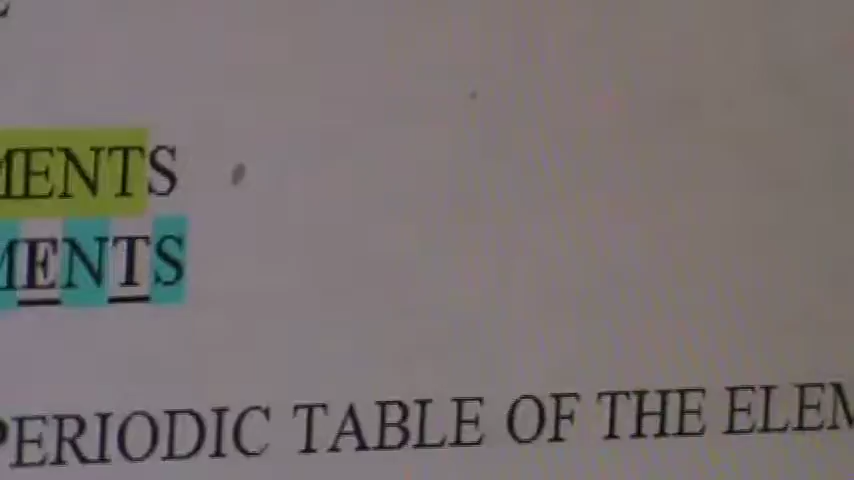 MENTS
MENTS
PERIODIC TABLE OF THE ELEM